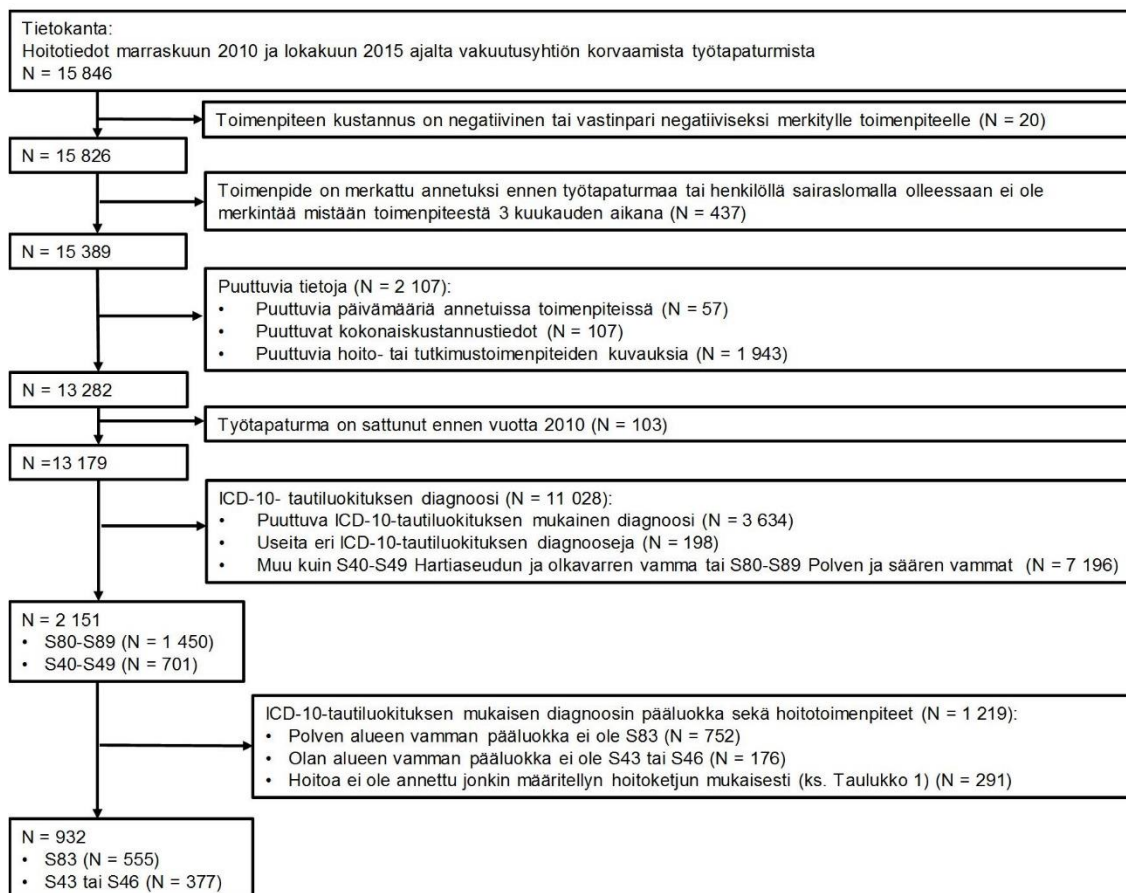 Tietokanta:
Hoitotiedot marraskuun 2010 ja lokakuun 2015 ajalta vakuutusyhtiön korvaamista työtapaturmista
N = 15 846
Toimenpiteen kustannus on negatiivinen tai vastinpari negatiiviseksi merkitylle toimenpiteelle (N = 20)
N = 15 826
Toimenpide on merkattu annetuksi ennen työtapaturmaa tai henkilöllä sairaslomalla olleessaan ei ole
merkintää mistään toimenpiteestä 3 kuukauden aikana (N = 437)
N = 15 389
Puuttuvia tietoja (N = 2 107):
• Puuttuvia päivämääriä annetuissa toimenpiteissä (N = 57)
• Puuttuvat kokonaiskustannustiedot (N = 107)
• Puuttuvia hoito- tai tutkimustoimenpiteiden kuvauksia (N = 1 943)
N = 13 282
Työtapaturma on sattunut ennen vuotta 2010 (N = 103)
N =13 179
ICD-10- tautiluokituksen diagnoosi (N = 11 028):
• Puuttuva ICD-10-tautiluokituksen mukainen diagnoosi (N = 3 634)
• Useita eri ICD-10-tautiluokituksen diagnooseja (N = 198)
• Muu kuin S40-S49 Hartiaseudun ja olkavarren vamma tai S80-S89 Polven ja säären vammat (N = 7 196)
N = 2 151
• S80-S89 (N = 1 450)
• S40-S49 (N = 701)
ICD-10-tautiluokituksen mukaisen diagnoosin pääluokka sekä hoitotoimenpiteet (N = 1 219):
• Polven alueen vamman pääluokka ei ole S83 (N = 752)
• Olan alueen vamman pääluokka ei ole S43 tai S46 (N = 176)
• Hoitoa ei ole annettu jonkin määritellyn hoitoketjun mukaisesti (ks. Taulukko 1) (N = 291)
N = 932
• S83 (N = 555)
• S43 tai S46 (N = 377)